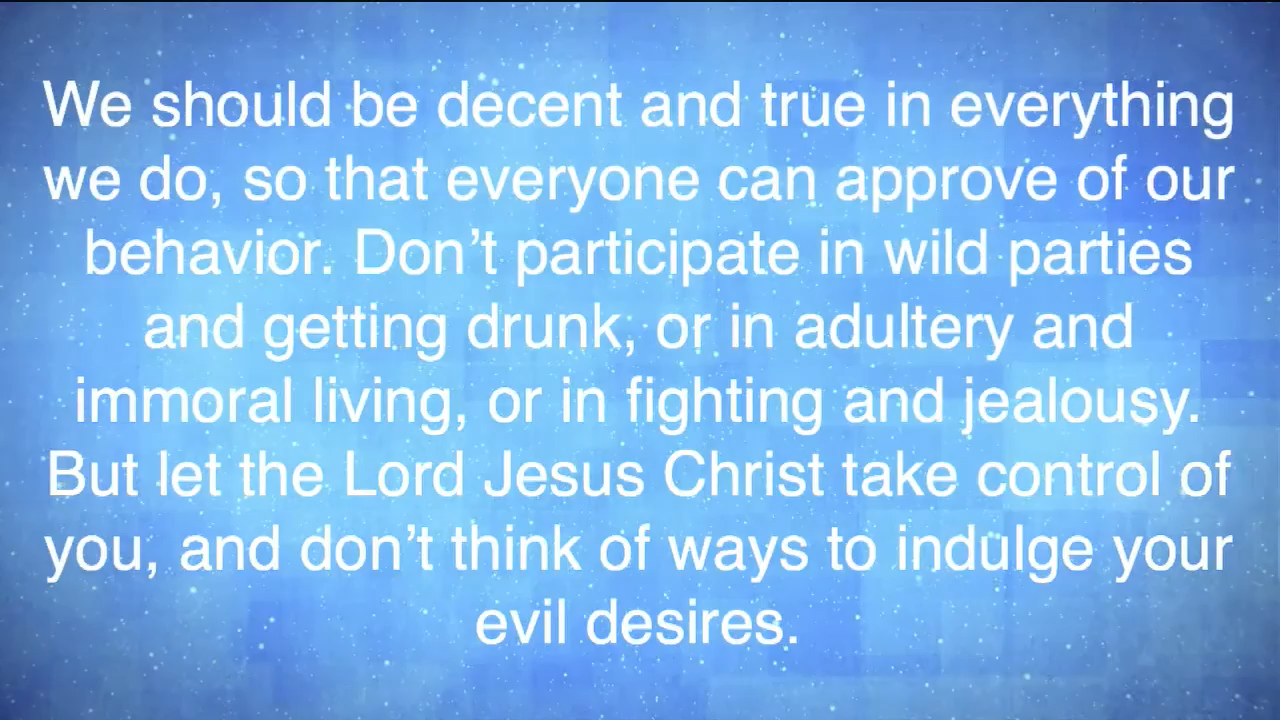 We should be decent and true in everything
we do, so that everyone can approve of our
behavior. Don’t participate in wild parties
and getting drunk, or in adultery and
immoral living, or in fighting and jealousy.
But let the Lord Jesus Christ take control of
you, and don’t think of ways to indulge your
evil desires.